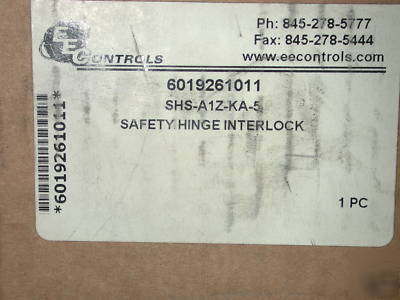 Ph: 845-278-5777
Fax: 845-278-5444
www.eecontrols.com
EEC CONTROLS
6019261011
SHS-A1Z-KA-5
SAFETY HINGE INTERLOCK
*6019261011*
1 PC